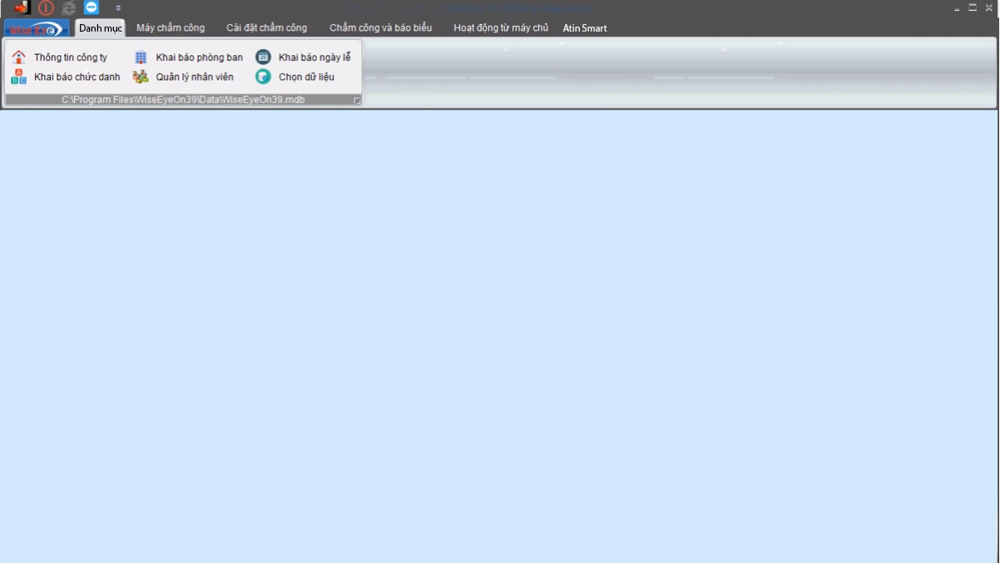 Danh mục Máy chấm công Cài đặt chấm công Chấm công và báo biểu Hoạt động từ máy chủ Atin Smart
Thông tin công ty Khai báo phòng ban Khai báo ngày lễ
Khai báo chức danh Quản lý nhân viên Chọn dữ liệu
C:\Program Files\WiseEyeOn39\Data\WiseEyeOn39.mdb